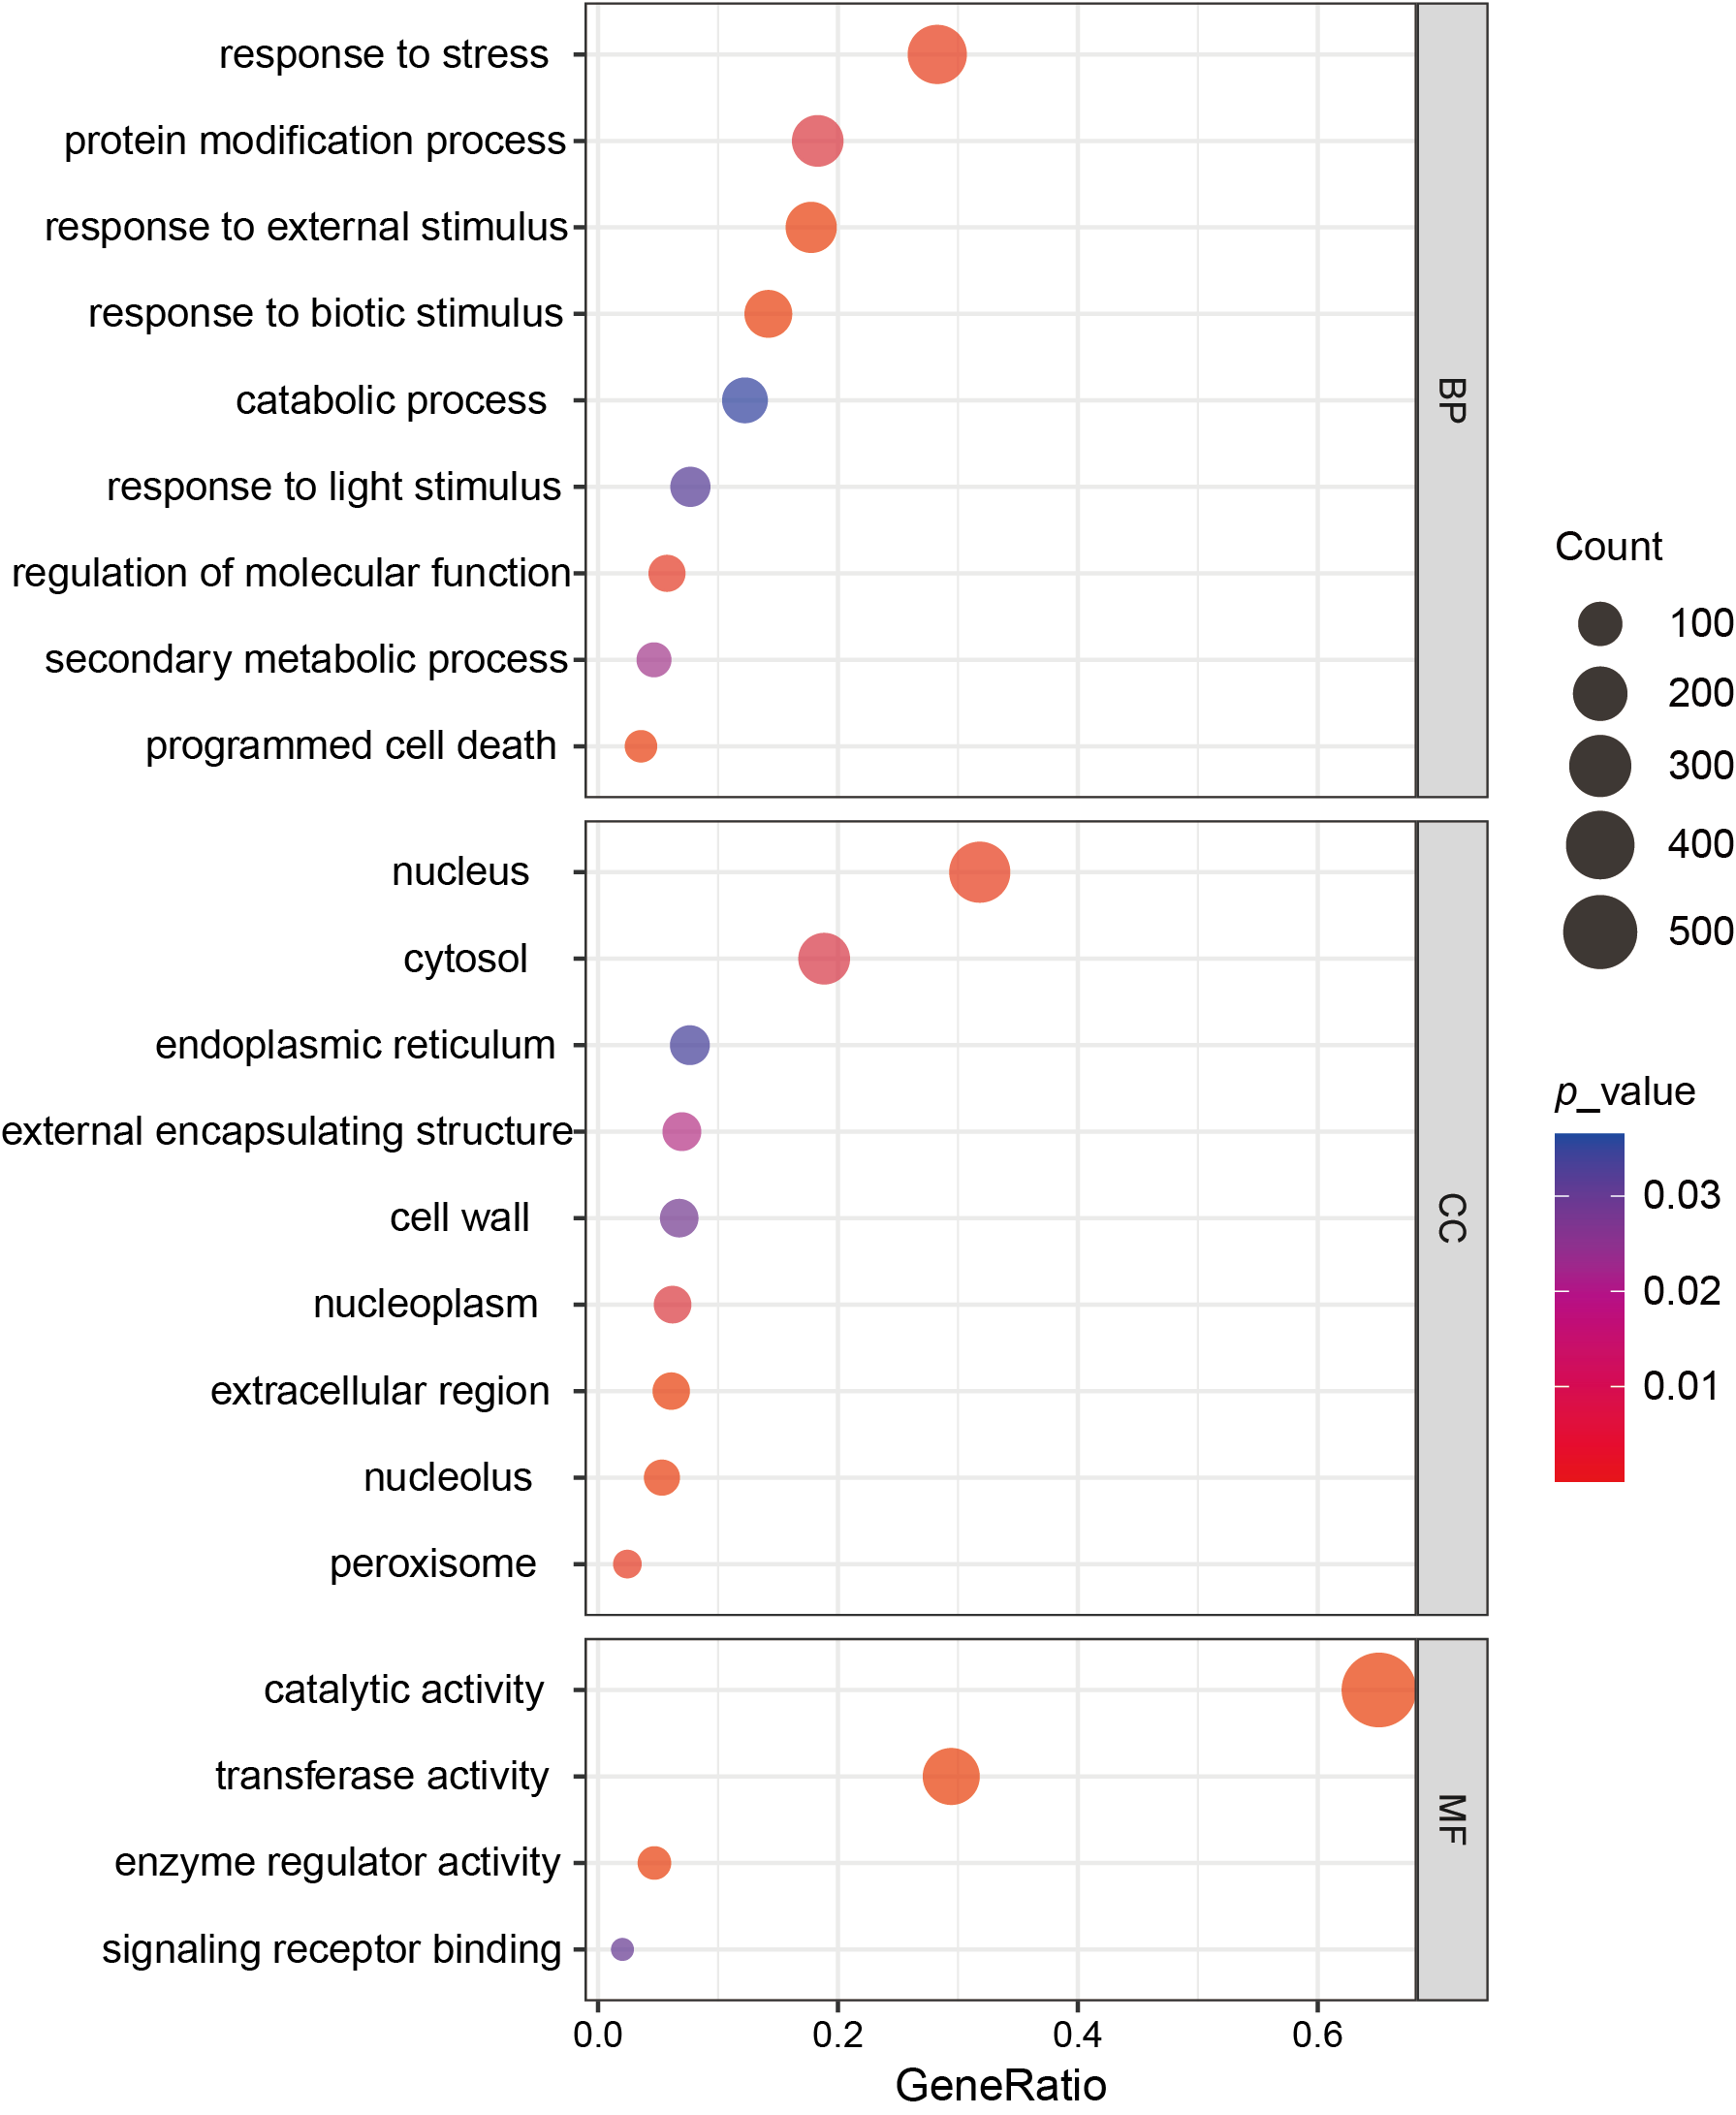 response to stress
protein modification process
response to external stimulus
response to biotic stimulus
catabolic process
response to light stimulus
regulation of molecular function
secondary metabolic process
programmed cell death
BP
nucleus
cytosol
endoplasmic reticulum
external encapsulating structure
cell wall
nucleoplasm
extracellular region
nucleolus
peroxisome
CC
catalytic activity
transferase activity
enzyme regulator activity
signaling receptor binding
MF
0.0 0.2 0.4 0.6
GeneRatio
Count
100
200
300
400
500
p_value
0.03
0.02
0.01